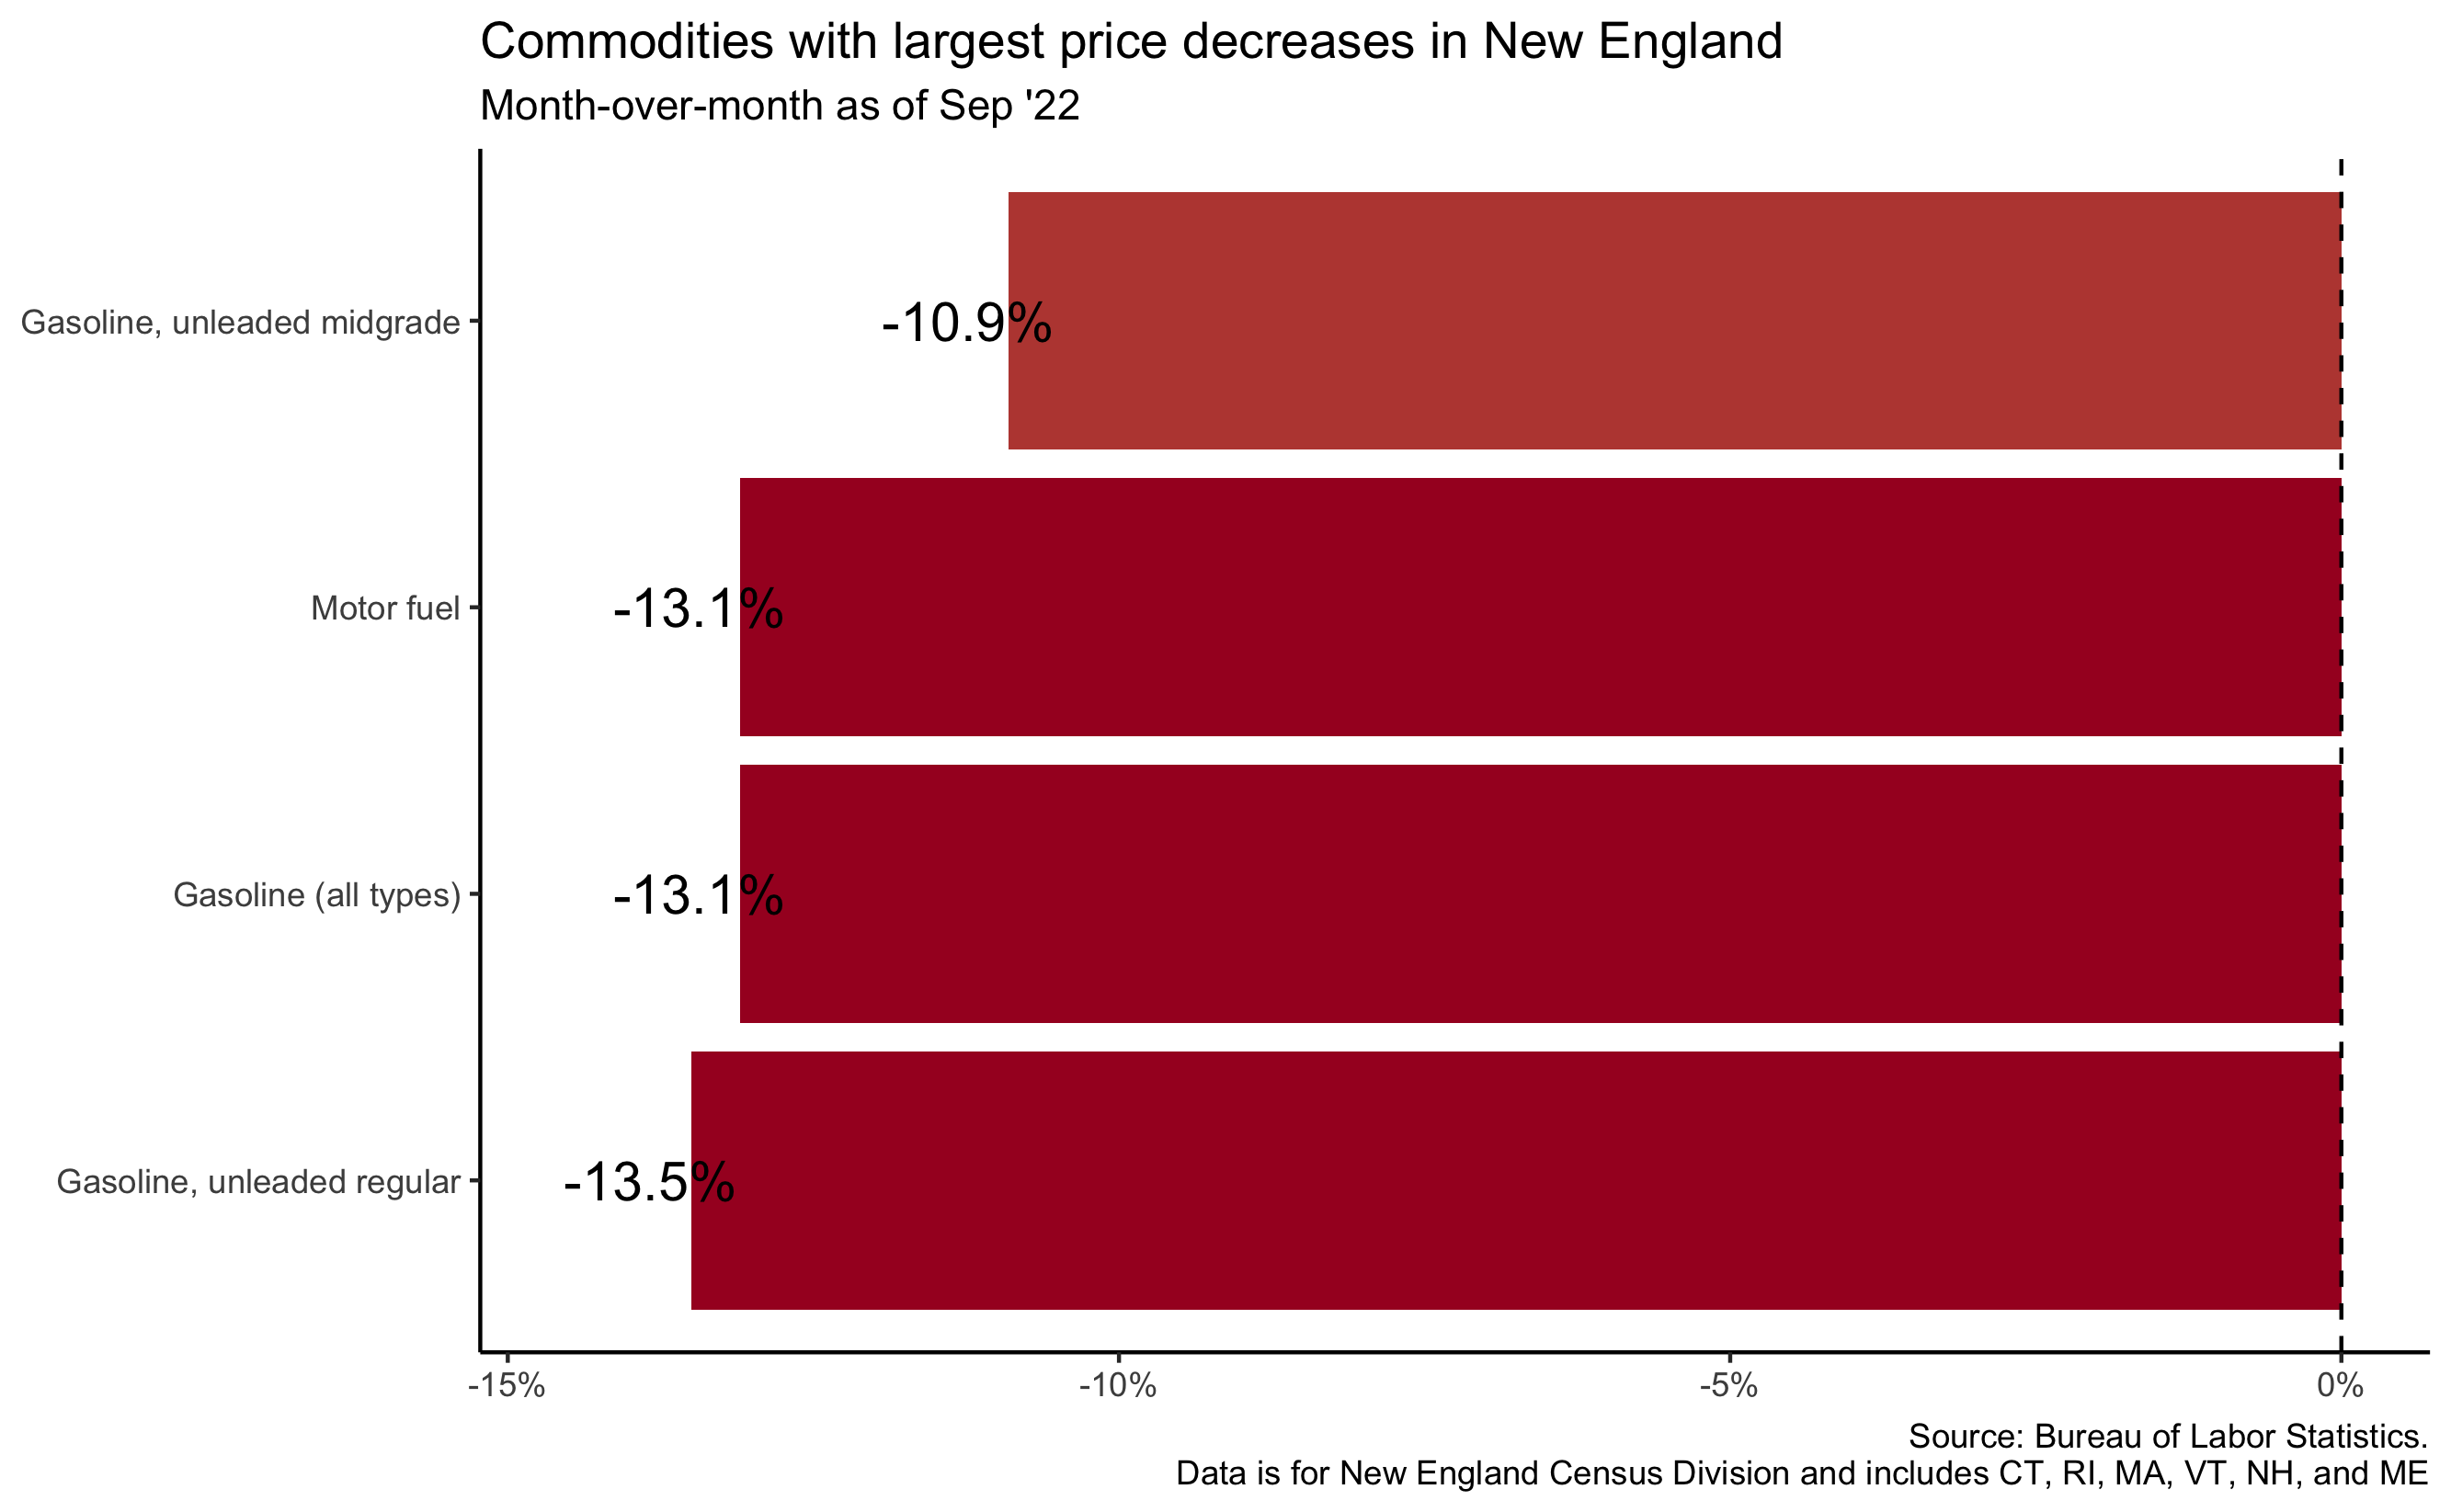 Commodities with largest price decreases in New England
Month-over-month as of Sep '22
Gasoline, unleaded midgrade
-10.9%
Motor fuel
-13.1%
Gasoline (all types)
-13.1%
Gasoline, unleaded regular
-13.5%
-15%
-10%
-5%
0%
Source: Bureau of Labor Statistics.
Data is for New England Census Division and includes CT, RI, MA, VT, NH, and ME